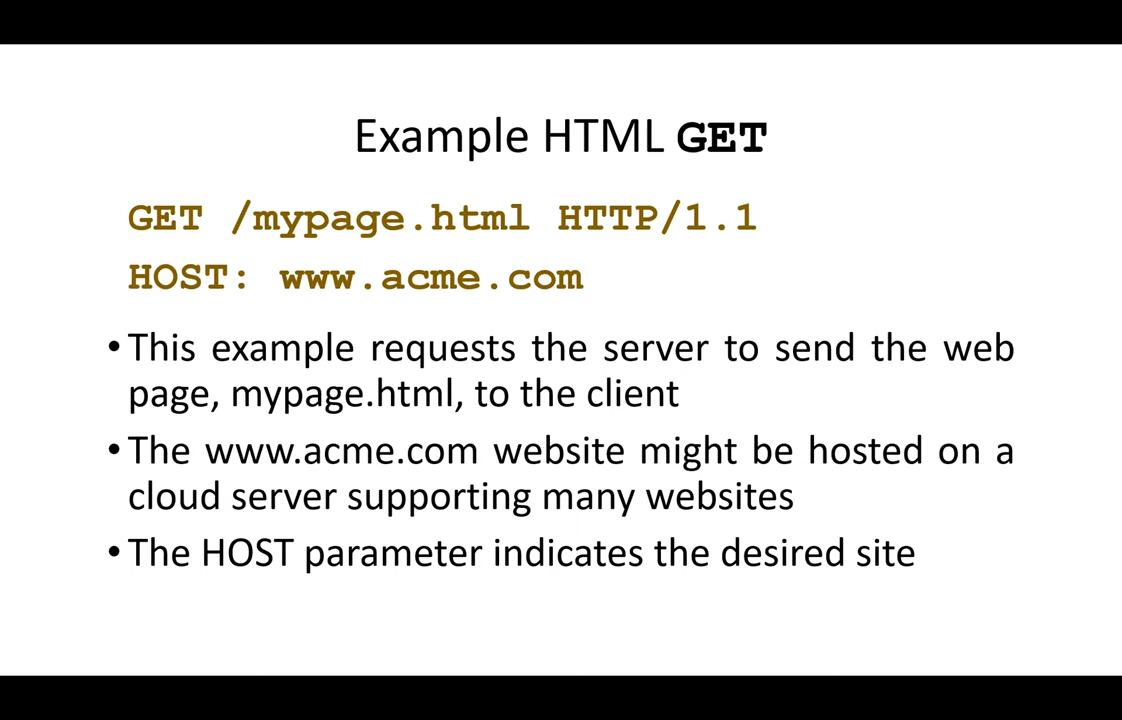 Example HTML GET
GET /mypage.html HTTP/1.1
HOST: www.acme.com
•This example requests the server to send the web
page, mypage.html, to the client
•The www.acme.com website might be hosted on a
cloud server supporting many websites
•The HOST parameter indicates the desired site